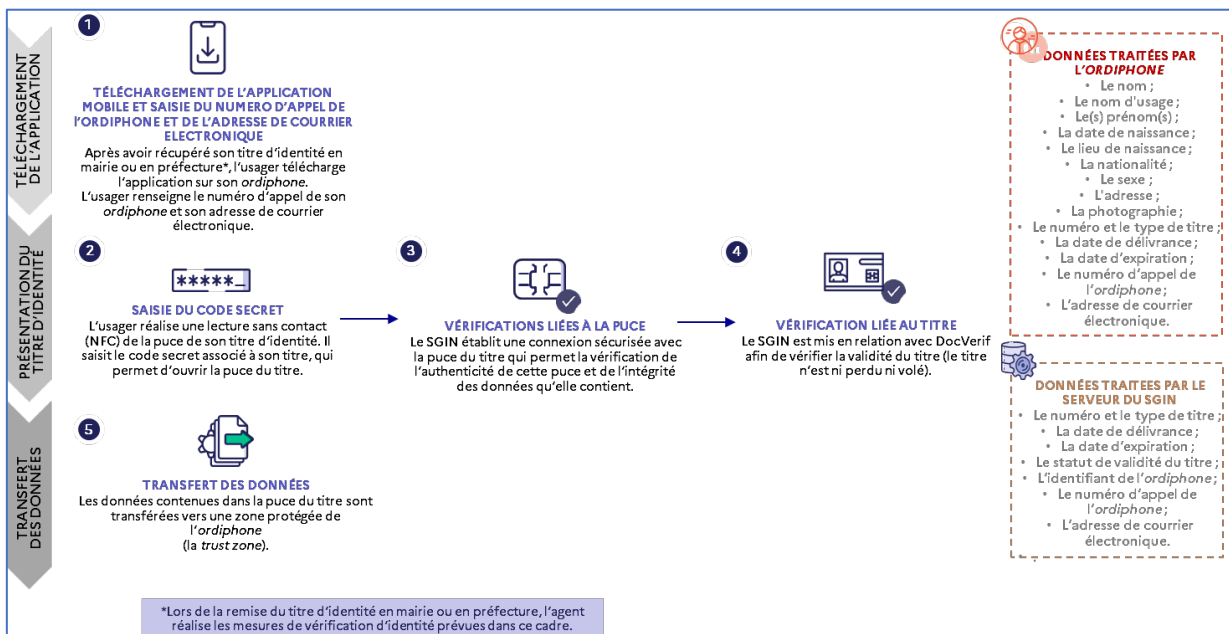 TÉLÉCHARGEMENT
DE L'APPLICATION
1
TÉLÉCHARGEMENT DE L'APPLICATION
MOBILE ET SAISIE DU NUMERO D'APPEL DE
l'ORDIPHONE ET DE L'ADRESSE DE COURRIER
ELECTRONIQUE
Après avoir récupéré son titre d'identité en
mairie ou en préfecture*, l'usager télécharge
l'application sur son ordiphone.
L'usager renseigne le numéro d'appel de son
ordiphone et son adresse de courrier
électronique.
PRÉSENTATION DU
TITRE D'IDENTITÉ
2
*****_
SAISIE DU CODE SECRET
L'usager réalise une lecture sans contact
(NFC) de la puce de son titre d'identité. Il
saisit le code secret associé à son titre, qui
permet d'ouvrir la puce du titre.
3
VÉRIFICATIONS LIÉES À LA PUCE
Le SGIN établit une connexion sécurisée avec
la puce du titre qui permet la vérification de
l'authenticité de cette puce et de l'intégrité
des données qu'elle contient.
4
VÉRIFICATION LIÉE AU TITRE
Le SGIN est mis en relation avec DocVerif
afin de vérifier la validité du titre (le titre
n'est ni perdu ni volé).
TRANSFERT
DES DONNÉES
5
TRANSFERT DES DONNÉES
Les données contenues dans la puce du titre sont
transférées vers une zone protégée de
l'ordiphone
(la trust zone).
*Lors de la remise du titre d'identité en mairie ou en préfecture, l'agent
réalise les mesures de vérification d'identité prévues dans ce cadre.
DONNÉES TRAITÉES PAR
L'ORDIPHONE
• Le nom ;
• Le nom d'usage ;
• Le(s) prénom(s) ;
• La date de naissance ;
• Le lieu de naissance ;
• La nationalité ;
• Le sexe ;
• L'adresse ;
• La photographie ;
• Le numéro et le type de titre ;
• La date de délivrance ;
• La date d'expiration ;
• Le numéro d'appel de
l'ordiphone ;
• L'adresse de courrier
électronique.
DONNÉES TRAITEES PAR LE
SERVEUR DU SGIN
• Le numéro et le type de titre ;
• La date de délivrance ;
• La date d'expiration ;
• Le statut de validité du titre ;
• L'identifiant de l'ordiphone ;
• Le numéro d'appel de
l'ordiphone ;
• L'adresse de courrier
électronique.